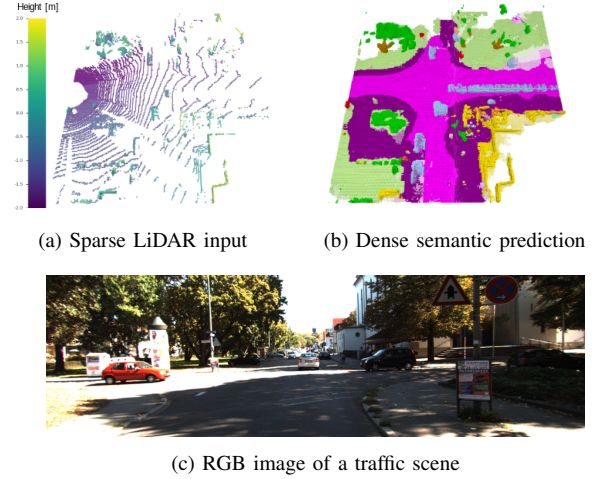 Height [m]
2.0
1.5
1.0
0.5
0.0
-0.5
-1.0
-1.5
-2.0
(a) Sparse LiDAR input
(b) Dense semantic prediction
(c) RGB image of a traffic scene